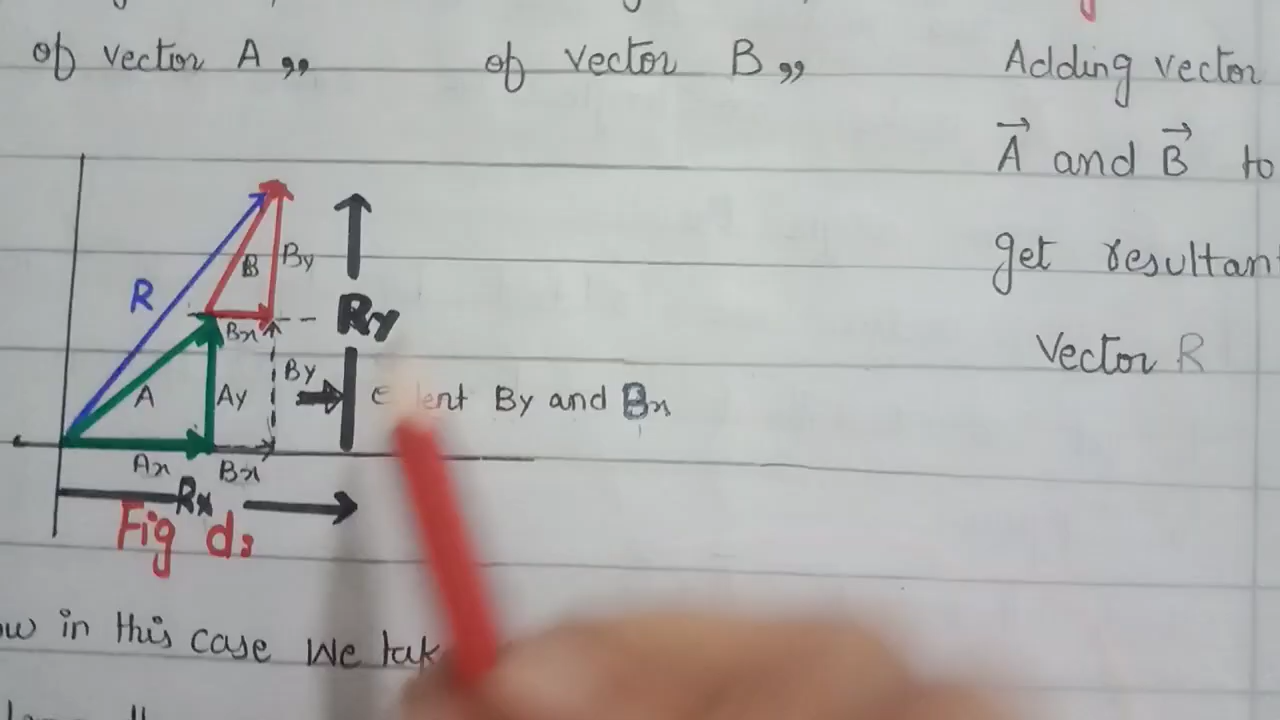 of vector A ,,
of vector B ,,
Adding vector
A and B to
get resultan
Vector R
R
B
By
Bx
Ry
A
Ay
By
lent By and Bx
Ax
Bx
Rx
Fig d:
in this case We tak